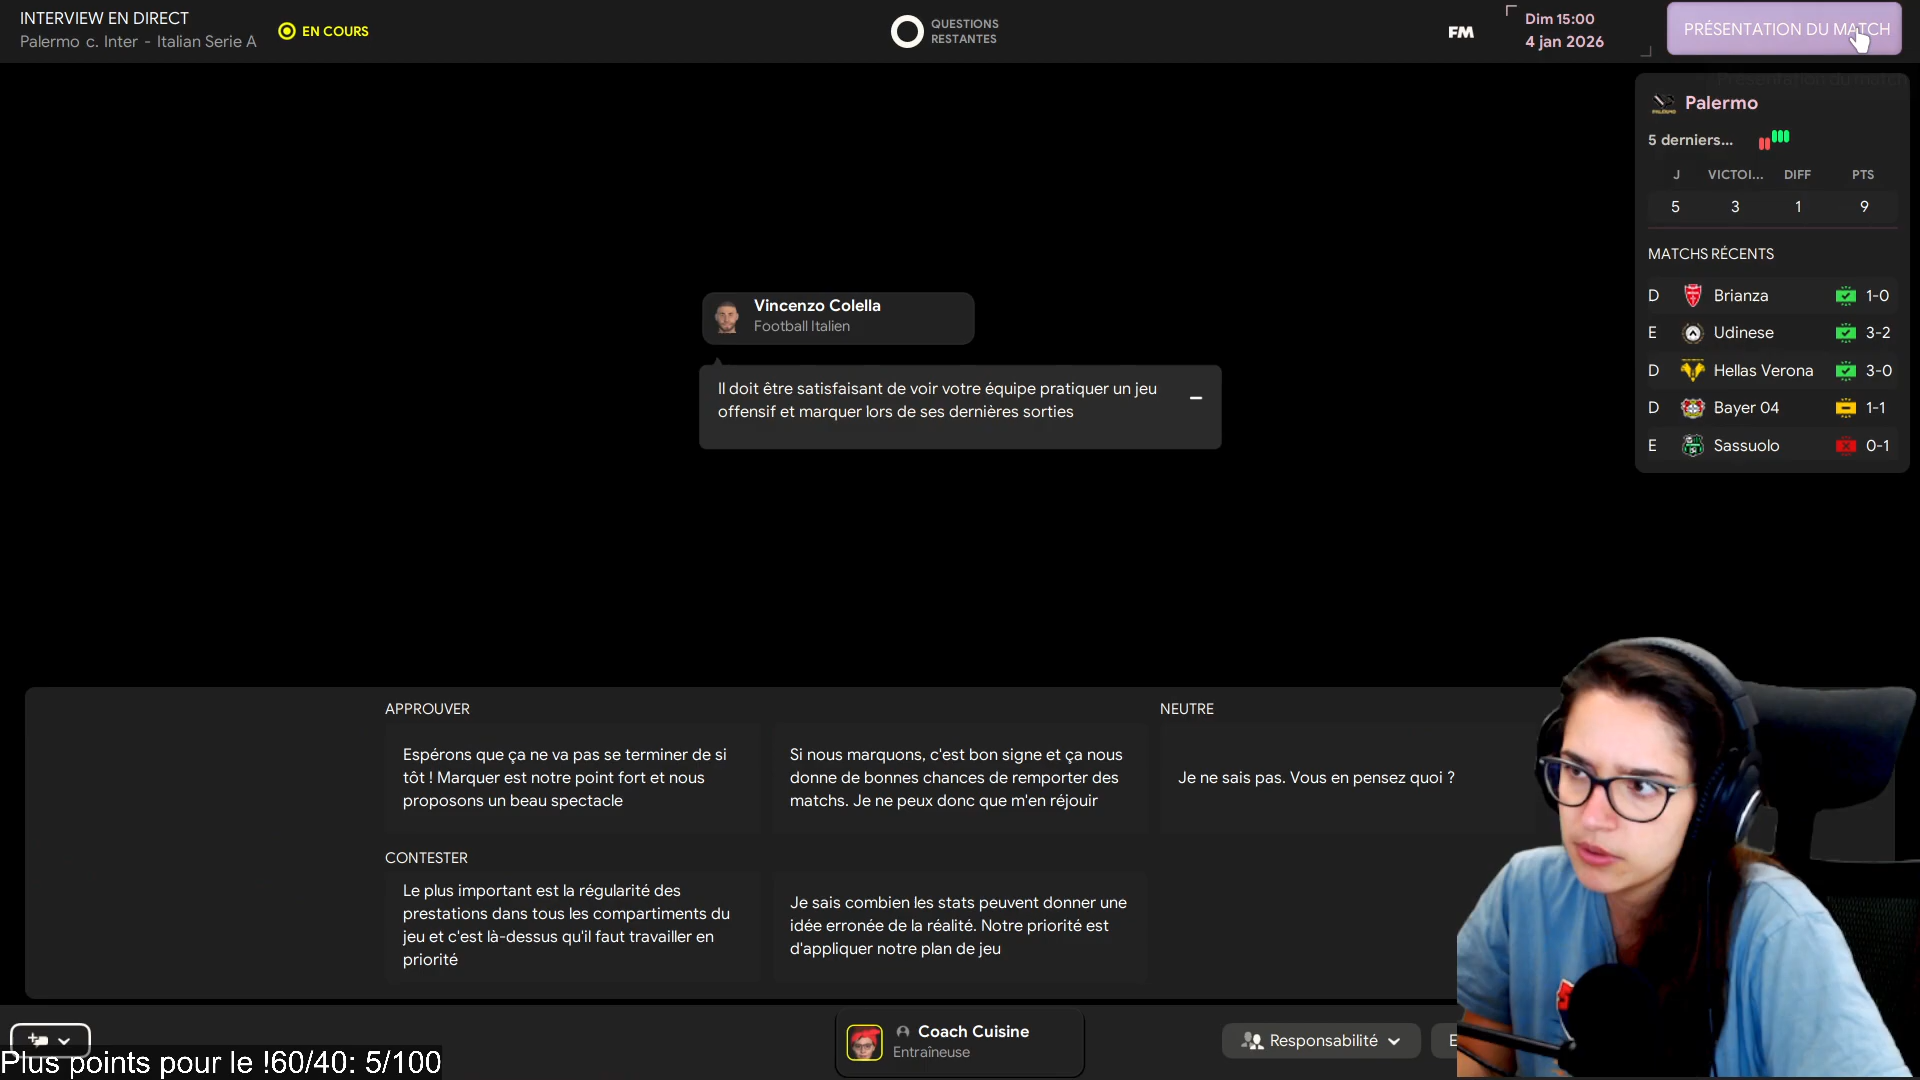 INTERVIEW EN DIRECT
Palermo c. Inter - Italian Serie A
EN COURS
QUESTIONS
RESTANTES
FM
Dim 15:00
4 jan 2026
PRÉSENTATION DU MATCH
Palermo
5 derniers...
J VICTOI... DIFF PTS
5 3 1 9
MATCHS RÉCENTS
D Brianza 1-0
E Udinese 3-2
D Hellas Verona 3-0
D Bayer 04 1-1
E Sassuolo 0-1
Vincenzo Colella
Football Italien
Il doit être satisfaisant de voir votre équipe pratiquer un jeu
offensif et marquer lors de ses dernières sorties
APPROUVER
Espérons que ça ne va pas se terminer de si
tôt ! Marquer est notre point fort et nous
proposons un beau spectacle
Si nous marquons, c'est bon signe et ça nous
donne de bonnes chances de remporter des
matchs. Je ne peux donc que m'en réjouir
NEUTRE
Je ne sais pas. Vous en pensez quoi ?
CONTESTER
Le plus important est la régularité des
prestations dans tous les compartiments du
jeu et c'est là-dessus qu'il faut travailler en
priorité
Je sais combien les stats peuvent donner une
idée erronée de la réalité. Notre priorité est
d'appliquer notre plan de jeu
Coach Cuisine
Entraîneuse
Responsabilité
Plus points pour le !60/40: 5/100